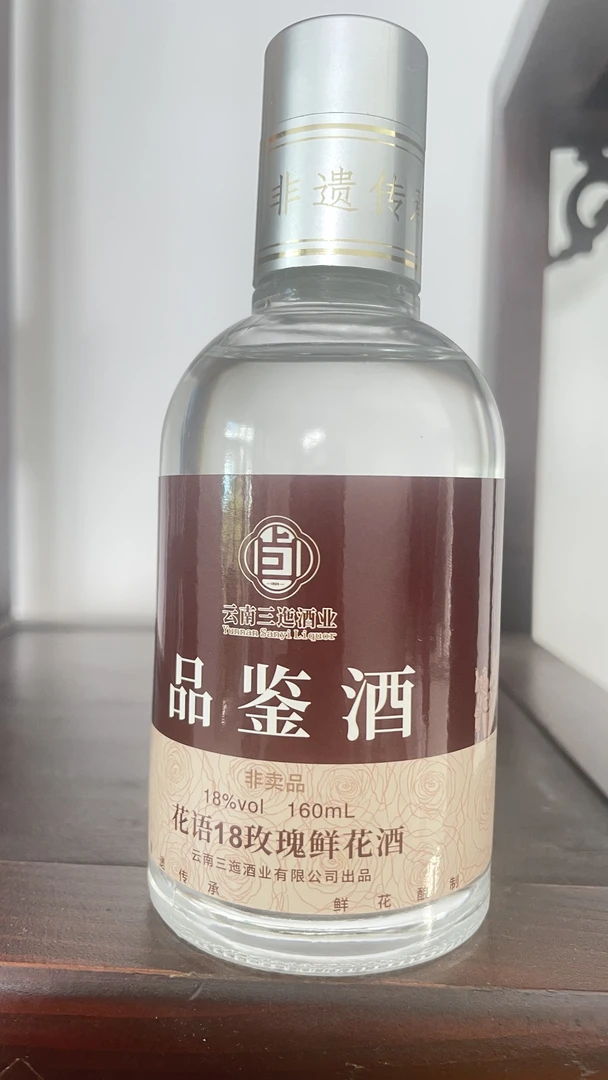 非遗传承
云南三迤酒业
Yunnan Sanyi Liquor
品鉴酒
非卖品
18%vol 160mL
花语18玫瑰鲜花酒
云南三迤酒业有限公司出品
遗传承
鲜花酿制